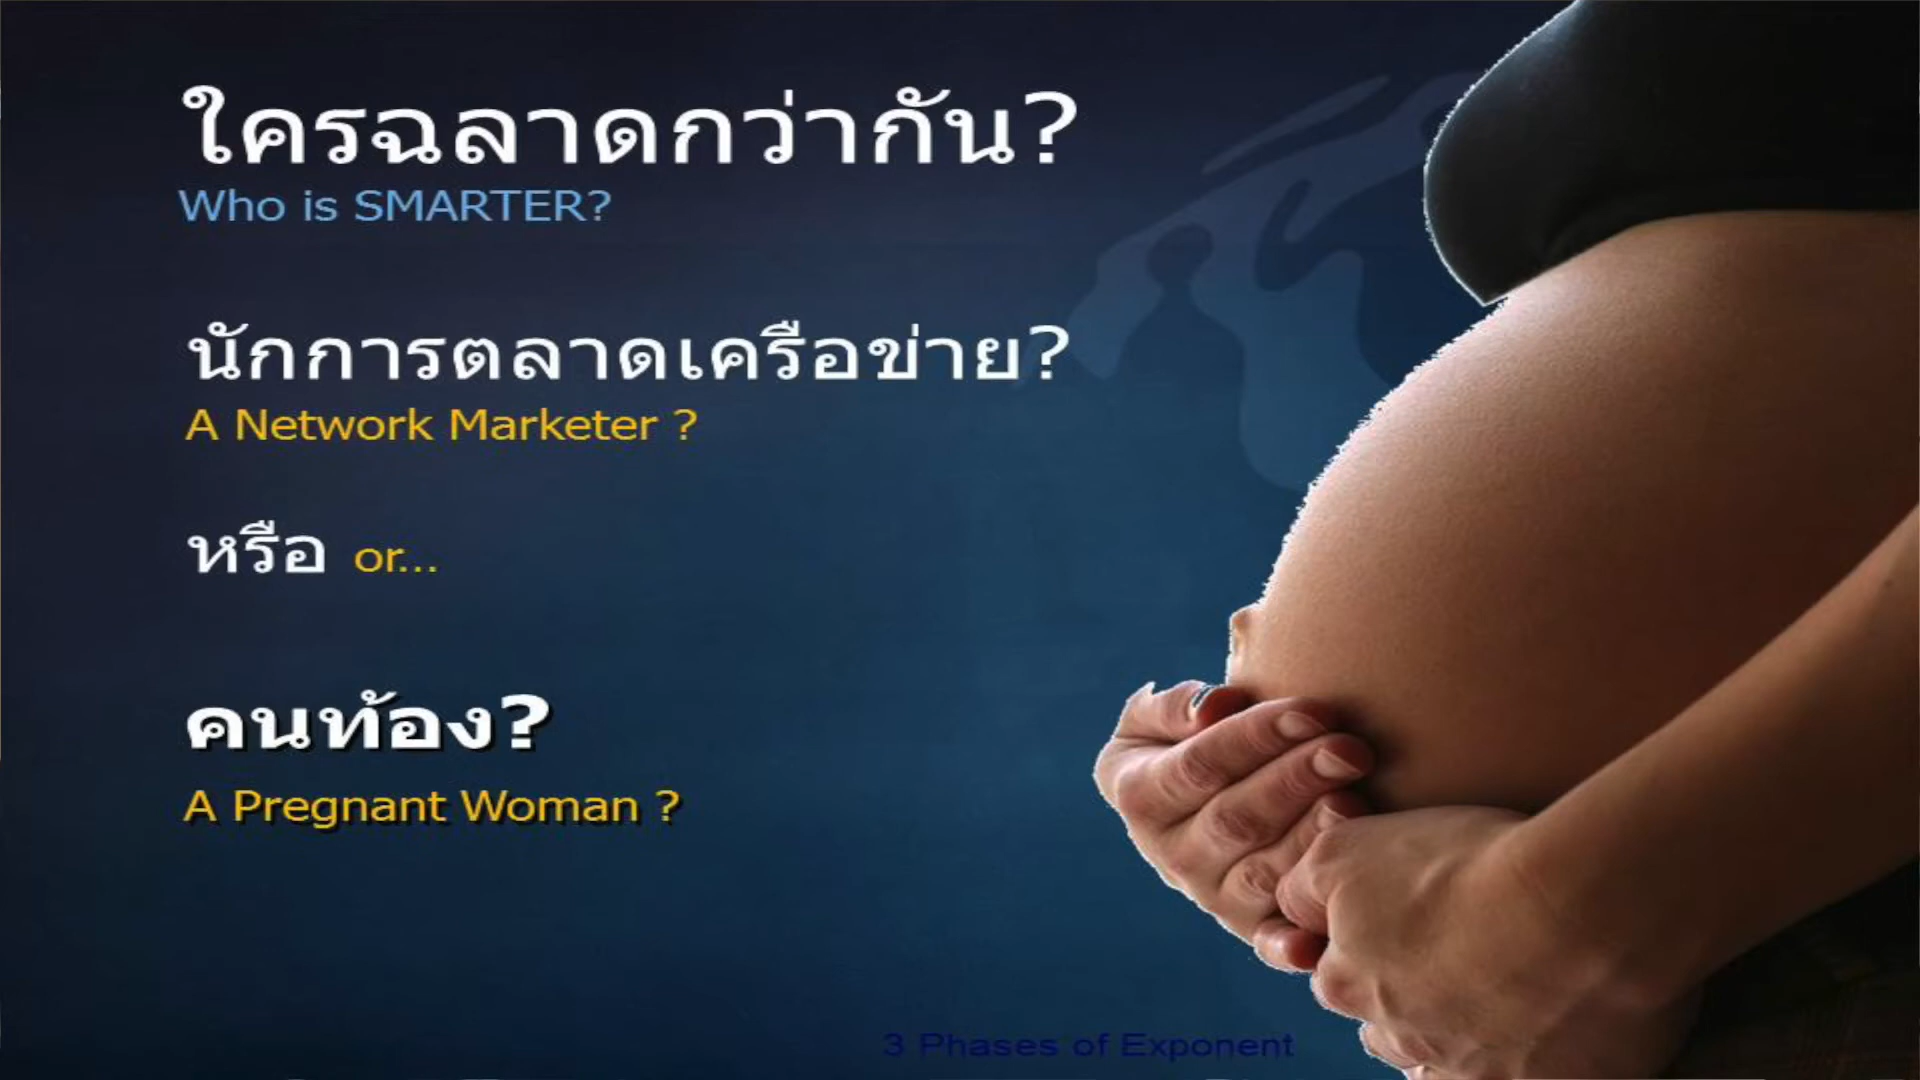 ใครฉลาดกว่ากัน?
Who is SMARTER?
นักการตลาดเครือข่าย?
A Network Marketer ?
หรือ or...
คนท้อง?
A Pregnant Woman ?
3 Phases of Exponent